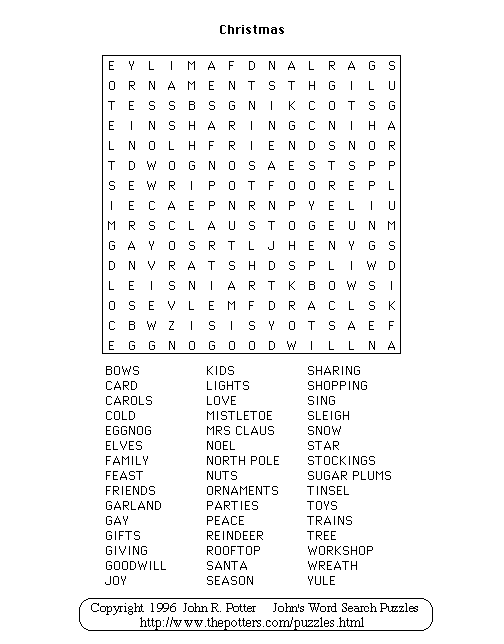 Christmas
E Y L I M A F D N A L R A G S
O R N A M E N T S T H G I L U
T E S S B S G N I K C O T S G
E I N S H A R I N G C N I H A
L N O L H F R I E N D S N O R
T D W O G N O S A E S T S P P
S E W R I P O T F O O R E P L
I E C A E P N R N P Y E L I U
M R S C L A U S T O G E U N M
G A Y O S R T L J H E N Y G S
D N V R A T S H D S P L I W D
L E I S N I A R T K B O W S I
O S E V L E M F D R A C L S K
C B W Z I S I S Y O T S A E F
E G G N O G O O D W I L L N A
BOWS KIDS SHARING
CARD LIGHTS SHOPPING
CAROLS LOVE SING
COLD MISTLETOE SLEIGH
EGGNOG MRS CLAUS SNOW
ELVES NOEL STAR
FAMILY NORTH POLE STOCKINGS
FEAST NUTS SUGAR PLUMS
FRIENDS ORNAMENTS TINSEL
GARLAND PARTIES TOYS
GAY PEACE TRAINS
GIFTS REINDEER TREE
GIVING ROOFTOP WORKSHOP
GOODWILL SANTA WREATH
JOY SEASON YULE
Copyright 1996 John R. Potter John's Word Search Puzzles
http://www.thepotters.com/puzzles.html